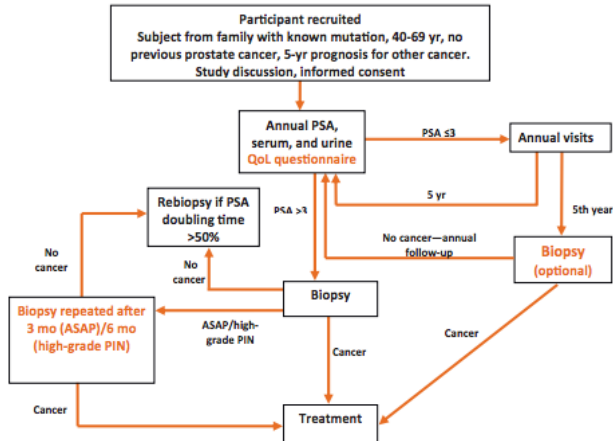 Participant recruited
Subject from family with known mutation, 40-69 yr, no
previous prostate cancer, 5-yr prognosis for other cancer.
Study discussion, informed consent
Annual PSA,
serum, and urine
QoL questionnaire
PSA ≤3
Annual visits
5 yr
5th year
Rebiopsy if PSA
doubling time
>50%
PSA >3
No cancer—annual
follow-up
Biopsy
(optional)
No
cancer
No
cancer
Biopsy
Biopsy repeated after
3 mo (ASAP)/6 mo
(high-grade PIN)
ASAP/high-
grade PIN
Cancer
Cancer
Cancer
Treatment